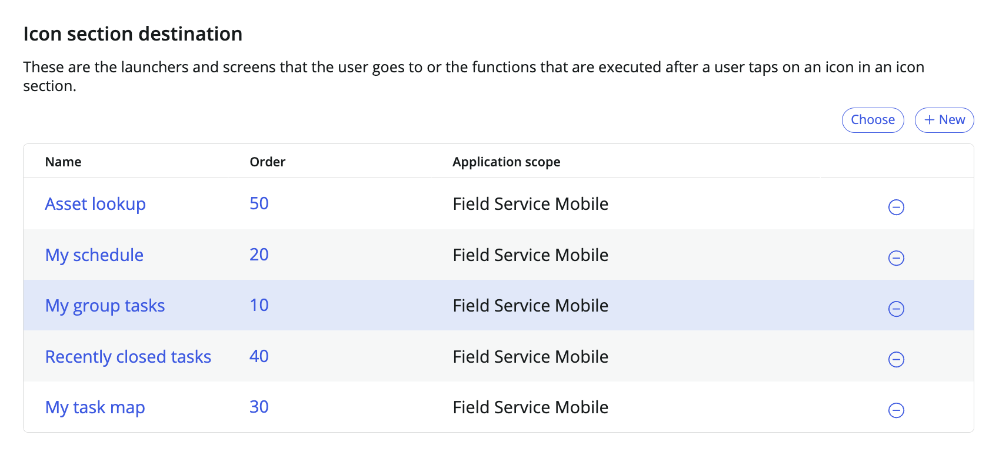 Icon section destination
These are the launchers and screens that the user goes to or the functions that are executed after a user taps on an icon in an icon
section.
Choose + New
Name Order Application scope
Asset lookup 50 Field Service Mobile
My schedule 20 Field Service Mobile
My group tasks 10 Field Service Mobile
Recently closed tasks 40 Field Service Mobile
My task map 30 Field Service Mobile